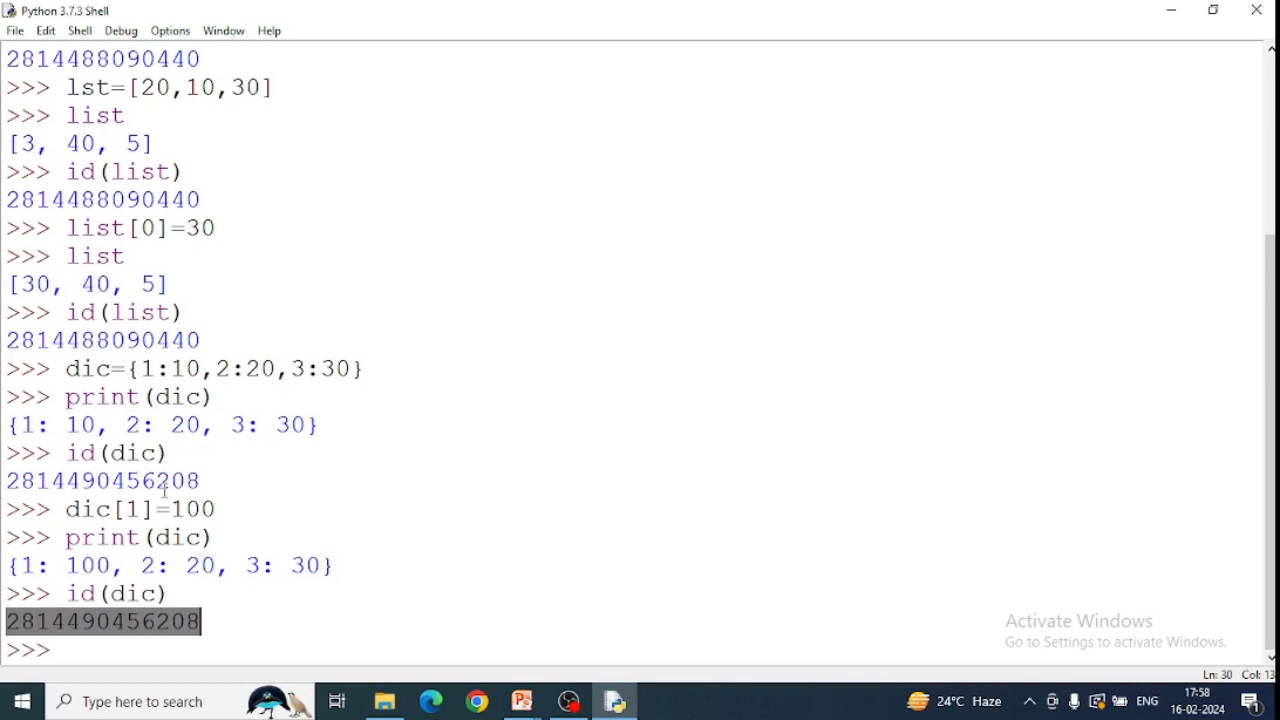 Python 3.7.3 Shell
File Edit Shell Debug Options Window Help
2814488090440
>>> lst=[20,10,30]
>>> list
[3, 40, 5]
>>> id(list)
2814488090440
>>> list[0]=30
>>> list
[30, 40, 5]
>>> id(list)
2814488090440
>>> dic={1:10,2:20,3:30}
>>> print(dic)
{1: 10, 2: 20, 3: 30}
>>> id(dic)
2814490456208
>>> dic[1]=100
>>> print(dic)
{1: 100, 2: 20, 3: 30}
>>> id(dic)
2814490456208
>>>
Activate Windows
Go to Settings to activate Windows.
Ln: 30 Col: 13
Type here to search
24°C Haze
ENG
17:58
16-02-2024
1